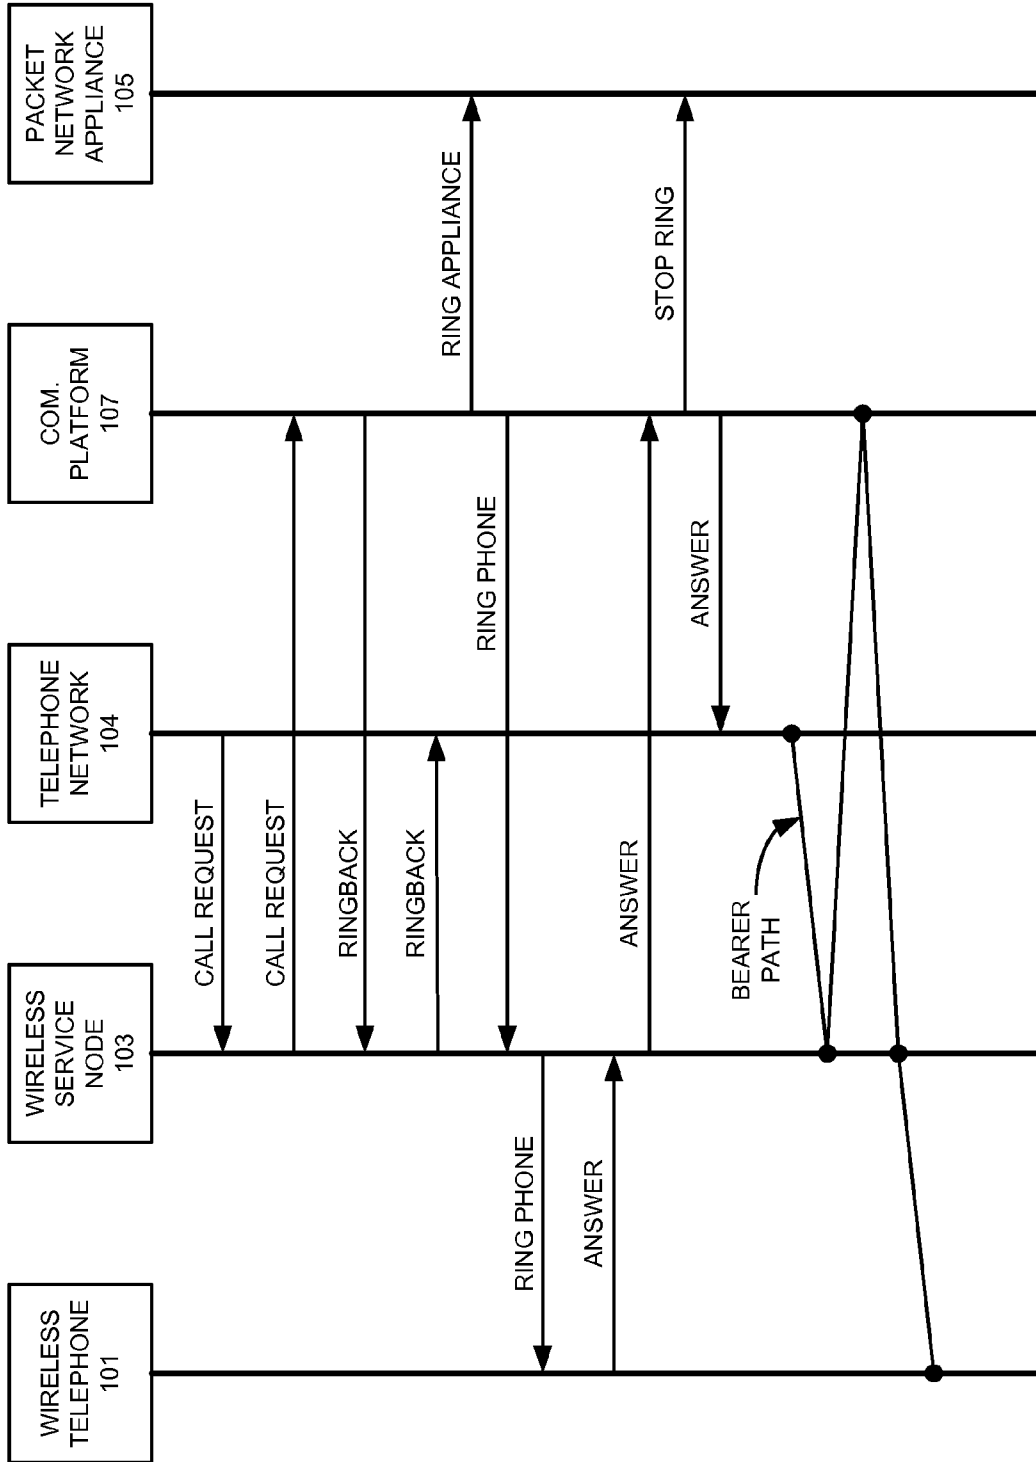 WIRELESS
TELEPHONE
101
WIRELESS
SERVICE
NODE
103
TELEPHONE
NETWORK
104
COM.
PLATFORM
107
PACKET
NETWORK
APPLIANCE
105
CALL REQUEST
CALL REQUEST
RINGBACK
RINGBACK
RING APPLIANCE
RING PHONE
RING PHONE
ANSWER
ANSWER
STOP RING
ANSWER
BEARER
PATH